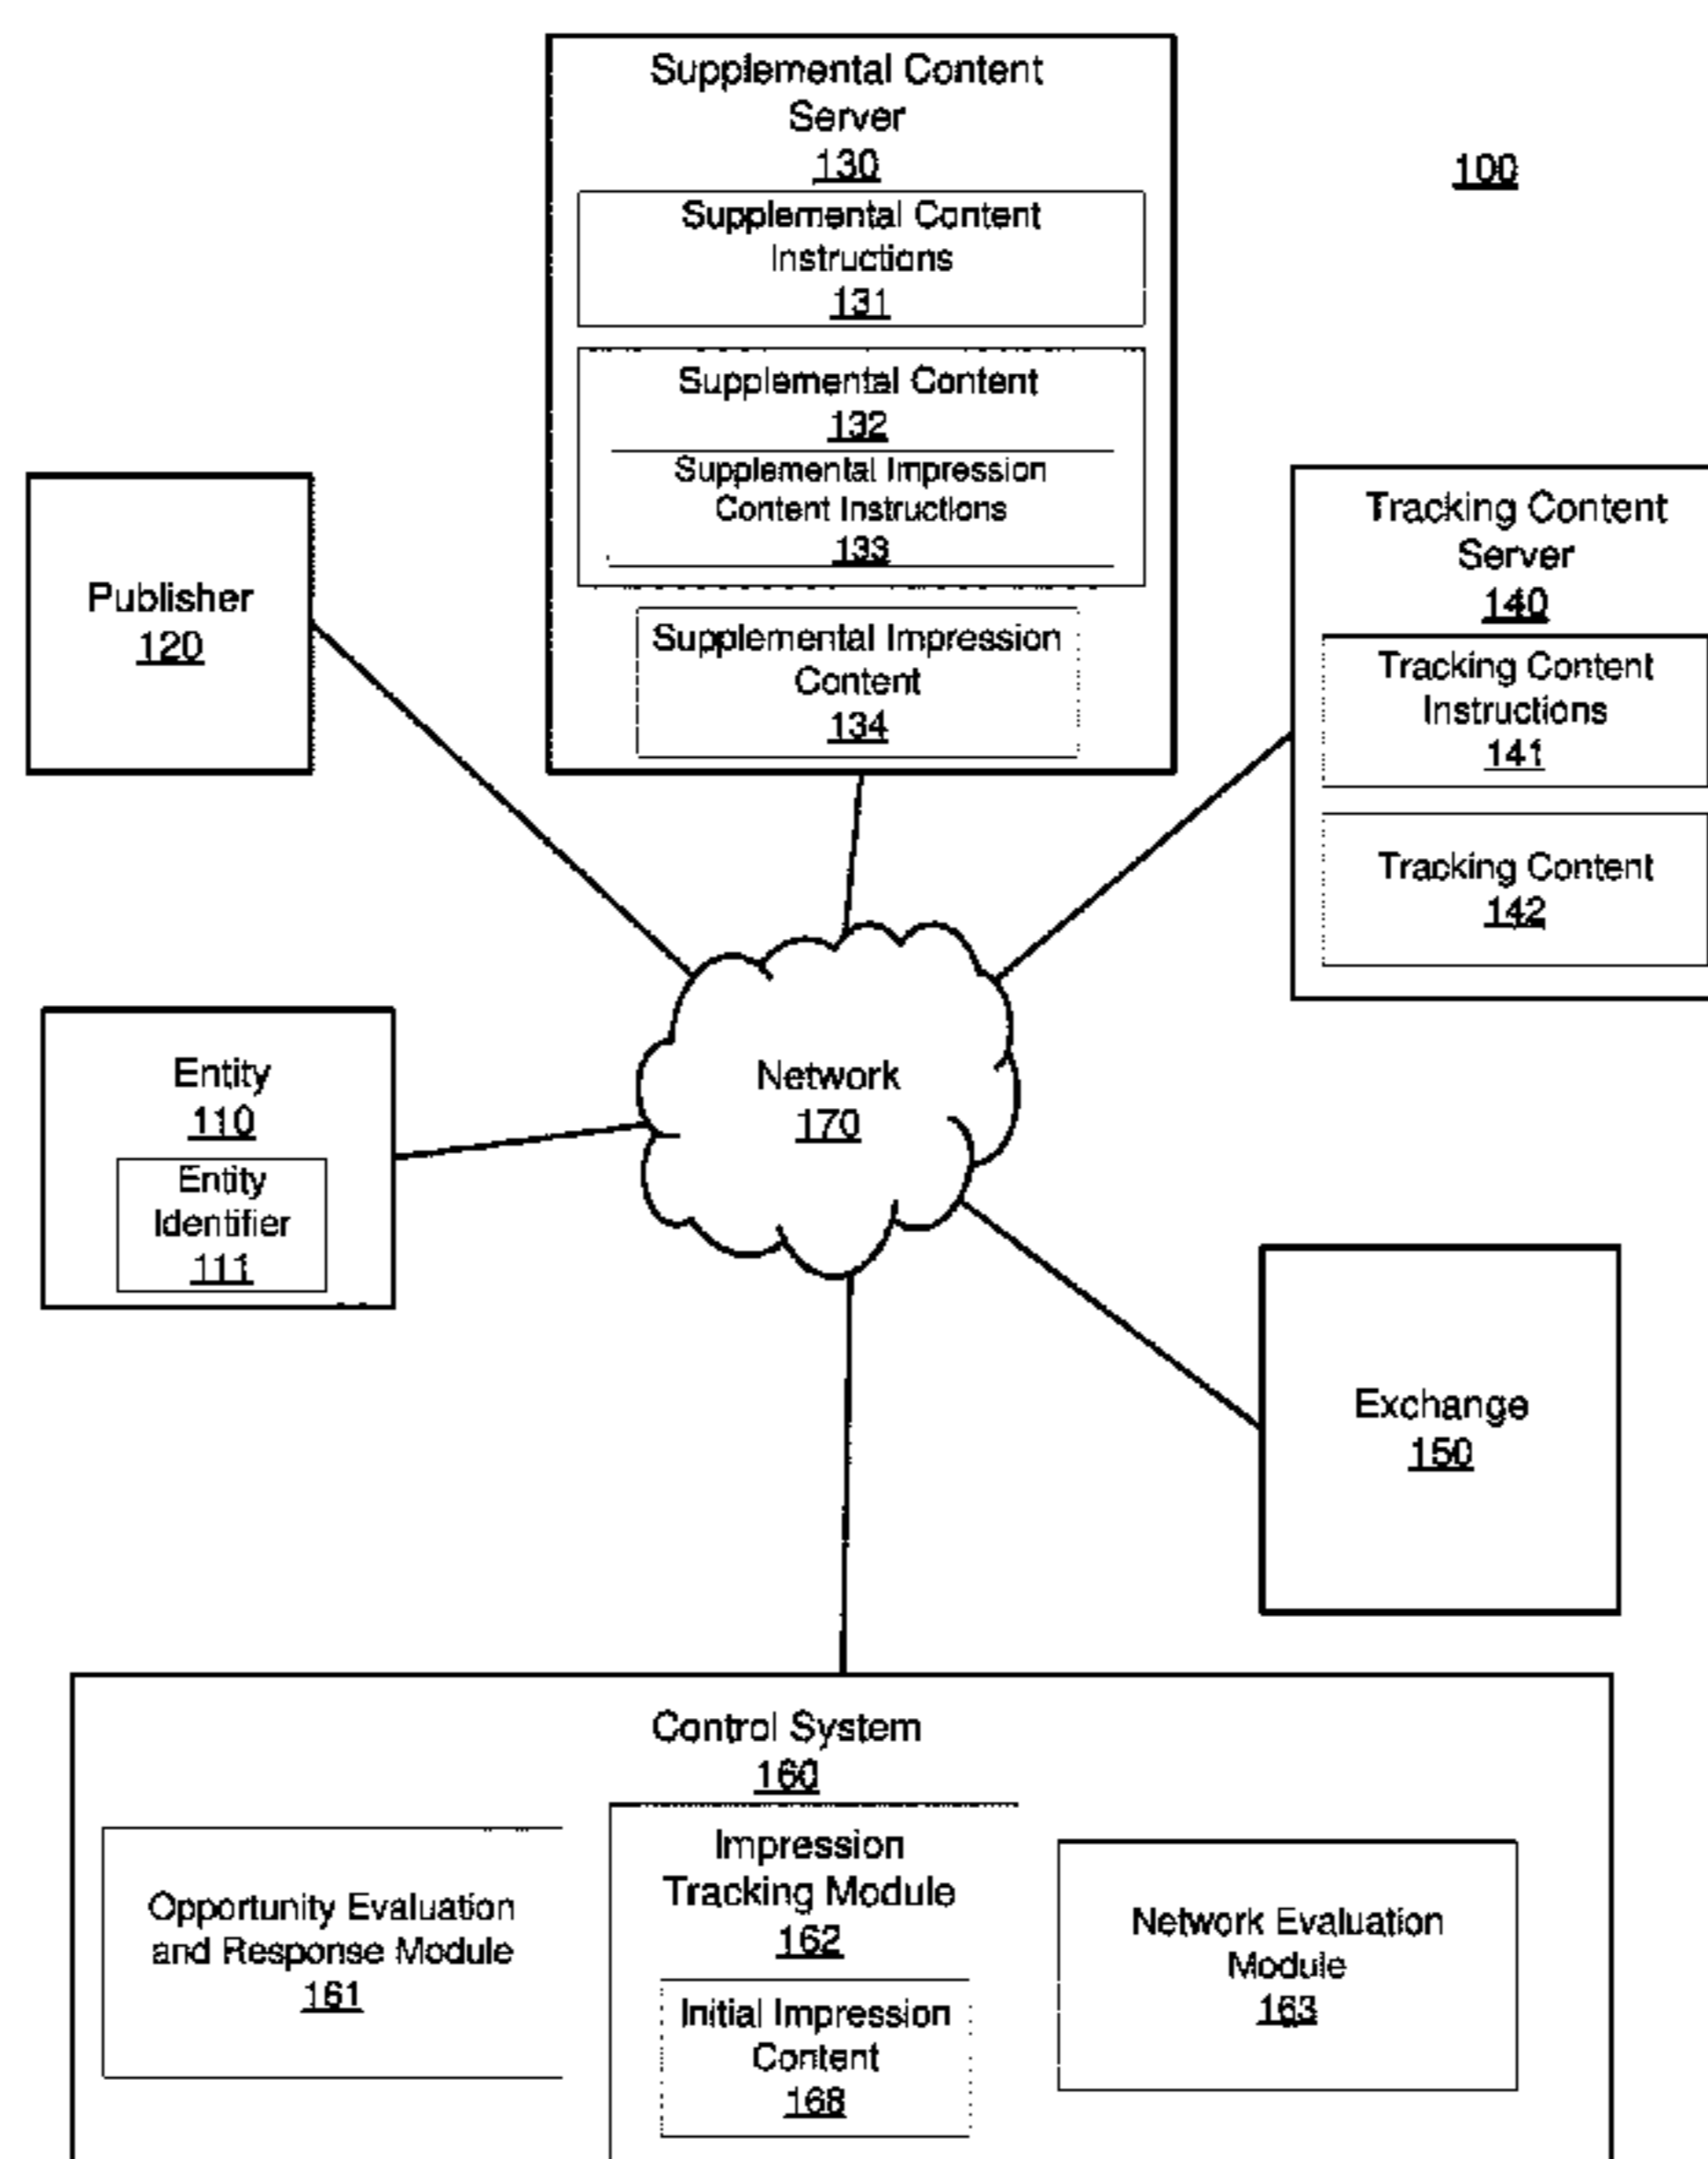 Supplemental Content
Server
130
100
Supplemental Content
Instructions
131
Supplemental Content
132
Supplemental Impression
Content Instructions
133
Supplemental Impression
Content
134
Publisher
120
Tracking Content
Server
140
Tracking Content
Instructions
141
Tracking Content
142
Entity
110
Entity
Identifier
111
Network
170
Exchange
150
Control System
160
Opportunity Evaluation
and Response Module
161
Impression
Tracking Module
162
Initial Impression
Content
168
Network Evaluation
Module
163